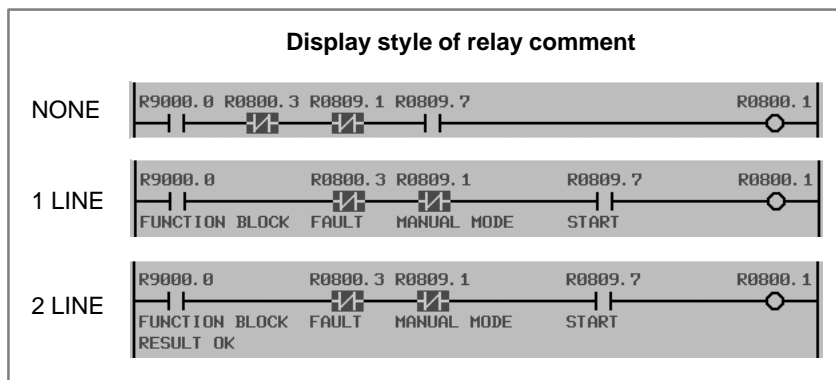 Display style of relay comment
NONE
R9000.0 R0800.3 R0809.1 R0809.7 R0800.1
1 LINE
R9000.0 R0800.3 R0809.1 R0809.7 R0800.1
FUNCTION BLOCK FAULT MANUAL MODE START
2 LINE
R9000.0 R0800.3 R0809.1 R0809.7 R0800.1
FUNCTION BLOCK FAULT MANUAL MODE START
RESULT OK